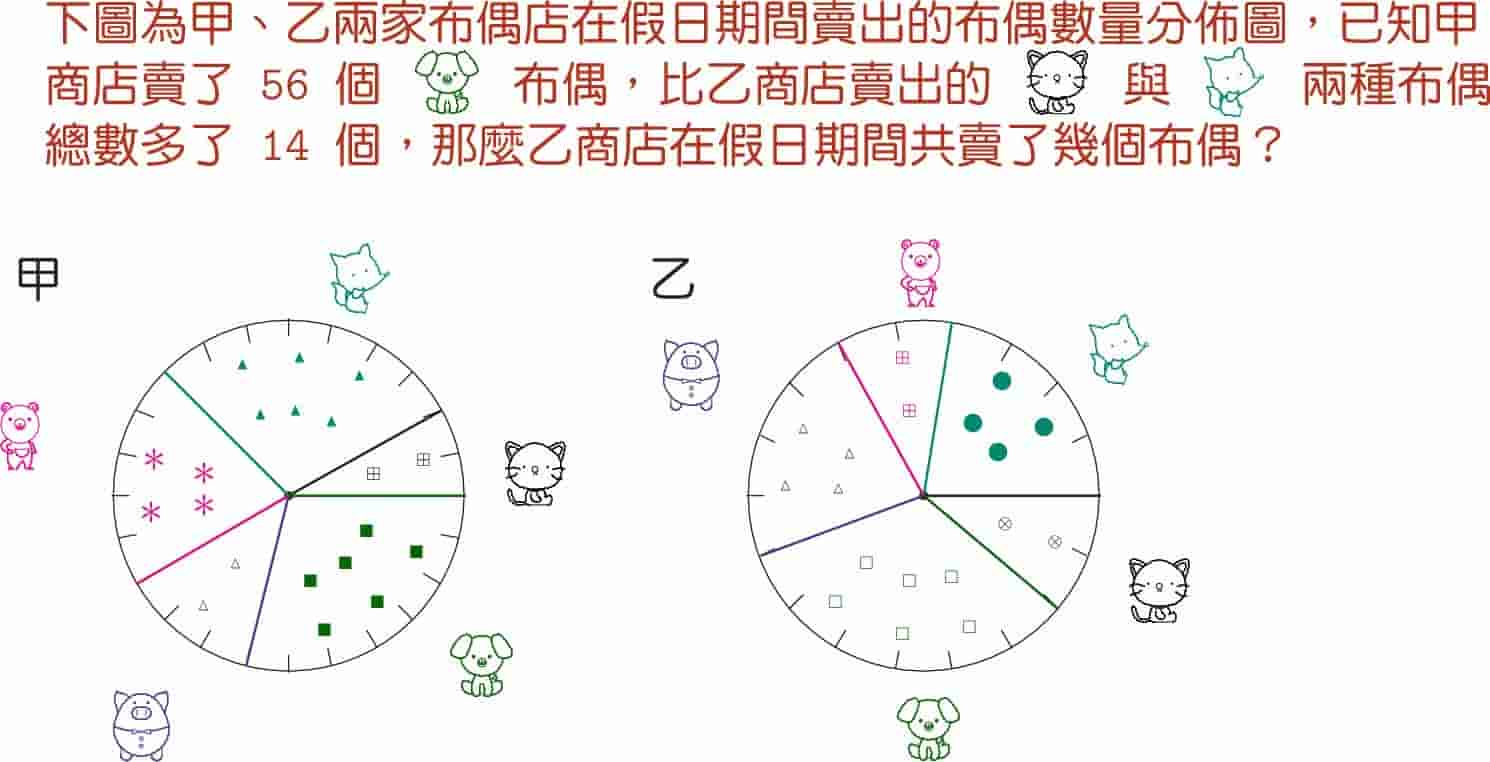 下圖為甲、乙兩家布偶店在假日期間賣出的布偶數量分佈圖，已知甲
商店賣了 56 個 布偶，比乙商店賣出的 與 兩種布偶
總數多了 14 個，那麼乙商店在假日期間共賣了幾個布偶？
甲
乙